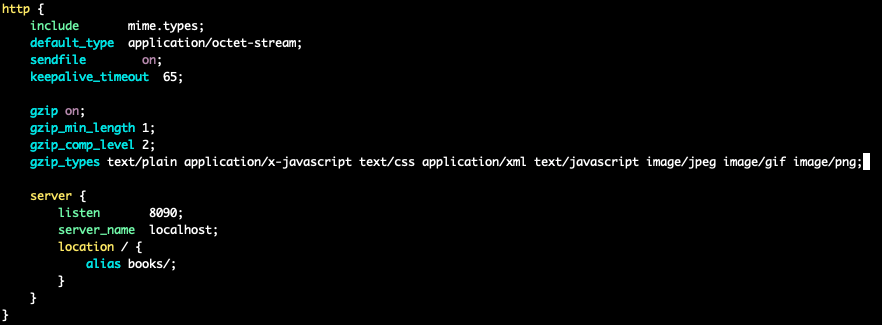 http {
    include       mime.types;
    default_type  application/octet-stream;
    sendfile        on;
    keepalive_timeout  65;

    gzip on;
    gzip_min_length 1;
    gzip_comp_level 2;
    gzip_types text/plain application/x-javascript text/css application/xml text/javascript image/jpeg image/gif image/png;

    server {
        listen       8090;
        server_name  localhost;
        location / {
            alias books/;
        }
    }
}